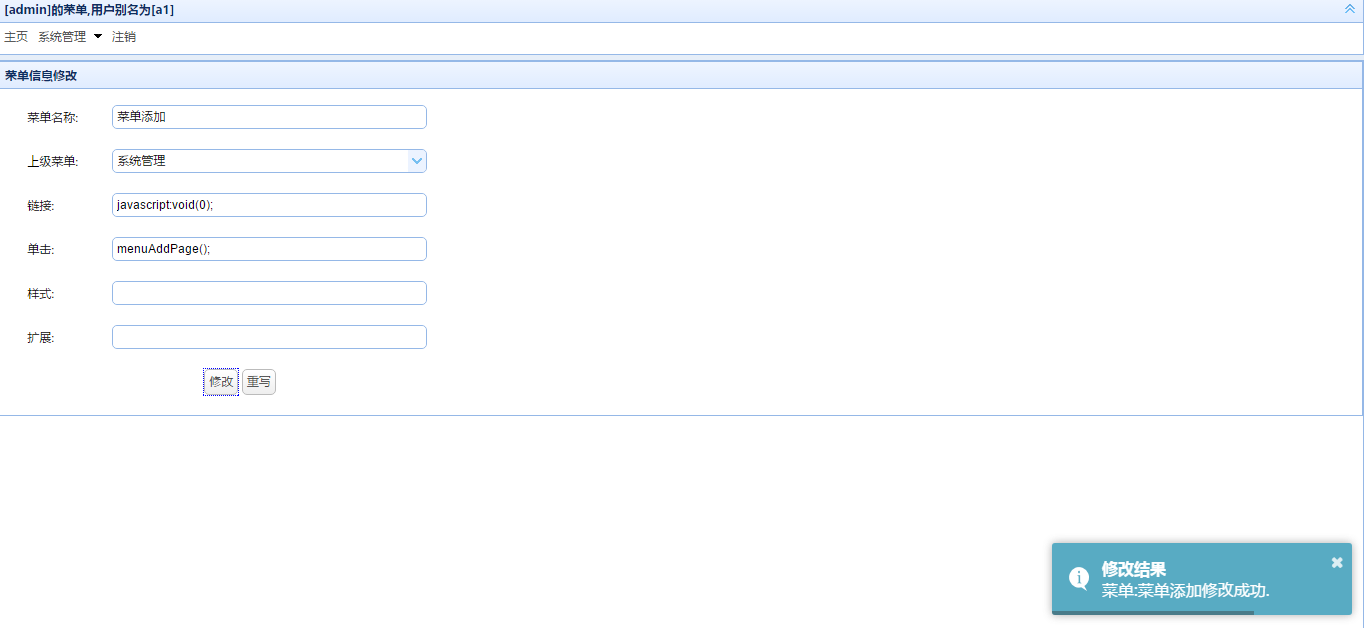 [admin]的菜单,用户别名为[a1]
主页 系统管理 注销
菜单信息修改
菜单名称: 菜单添加
上级菜单: 系统管理
链接: javascript:void(0);
单击: menuAddPage();
样式:
扩展:
修改 重写
修改结果
菜单:菜单添加修改成功.